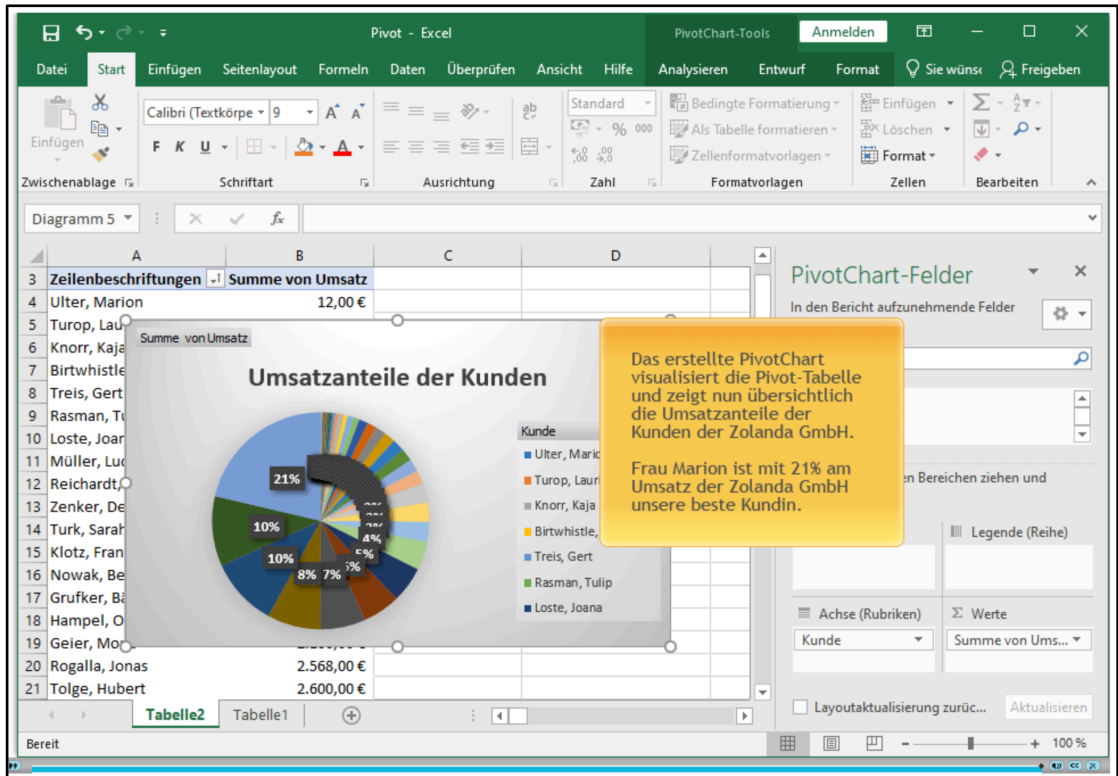 Pivot - Excel
PivotChart-Tools
Anmelden
Datei Start Einfügen Seitenlayout Formeln Daten Überprüfen Ansicht Hilfe Analysieren Entwurf Format Sie wünsc Freigeben
Einfügen
Calibri (Textkörpe 9 A A
F K U A
ab
Standard
% 000
Bedingte Formatierung
Als Tabelle formatieren
Zellenformatvorlagen
Einfügen
Löschen
Format
Zwischenablage Schriftart Ausrichtung Zahl Formatvorlagen Zellen Bearbeiten
Diagramm 5 fx
A B C D
3 Zeilenbeschriftungen Summe von Umsatz
4 Ulter, Marion 12,00 €
5 Turop, Lau
6 Knorr, Kaja
7 Birtwhistle
8 Treis, Gert
9 Rasman, Tu
10 Loste, Joar
11 Müller, Luc
12 Reichardt,
13 Zenker, De
14 Turk, Sarah
15 Klotz, Fran
16 Nowak, Be
17 Grufker, Bä
18 Hampel, O
19 Geier, Mo
20 Rogalla, Jonas 2.568,00 €
21 Tolge, Hubert 2.600,00 €
Summe von Umsatz
Umsatzanteile der Kunden
21%
10%
10%
8%
7%
5%
4%
Kunde
Ulter, Maric
Turop, Lauri
Knorr, Kaja
Birtwhistle,
Treis, Gert
Rasman, Tulip
Loste, Joana
Das erstellte PivotChart
visualisiert die Pivot-Tabelle
und zeigt nun übersichtlich
die Umsatzanteile der
Kunden der Zolanda GmbH.
Frau Marion ist mit 21% am
Umsatz der Zolanda GmbH
unsere beste Kundin.
PivotChart-Felder
In den Bericht aufzunehmende Felder
en Bereichen ziehen und
Legende (Reihe)
Achse (Rubriken)
Σ Werte
Kunde
Summe von Ums...
Layoutaktualisierung zurüc... Aktualisieren
Tabelle2 Tabelle1
Bereit
100 %